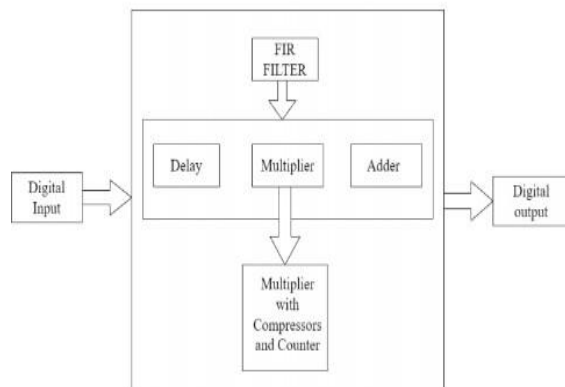 FIR
FILTER
Delay
Multiplier
Adder
Digital
Input
Digital
output
Multiplier
with
Compressors
and Counter